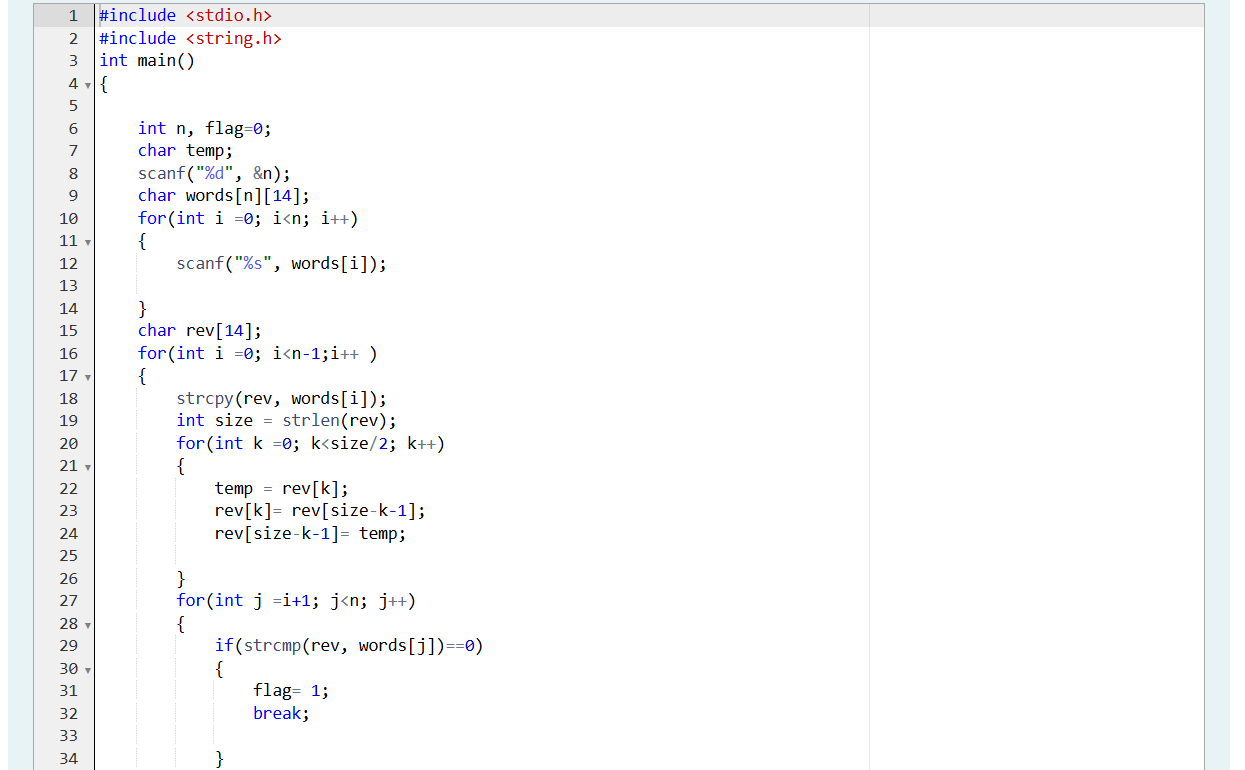 1 #include <stdio.h>
2 #include <string.h>
3 int main()
4 {
5
6     int n, flag=0;
7     char temp;
8     scanf("%d", &n);
9     char words[n][14];
10     for(int i =0; i<n; i++)
11     {
12         scanf("%s", words[i]);
13
14     }
15     char rev[14];
16     for(int i =0; i<n-1;i++ )
17     {
18         strcpy(rev, words[i]);
19         int size = strlen(rev);
20         for(int k =0; k<size/2; k++)
21         {
22             temp = rev[k];
23             rev[k]= rev[size-k-1];
24             rev[size-k-1]= temp;
25
26         }
27         for(int j =i+1; j<n; j++)
28         {
29             if(strcmp(rev, words[j])==0)
30             {
31                 flag= 1;
32                 break;
33
34             }